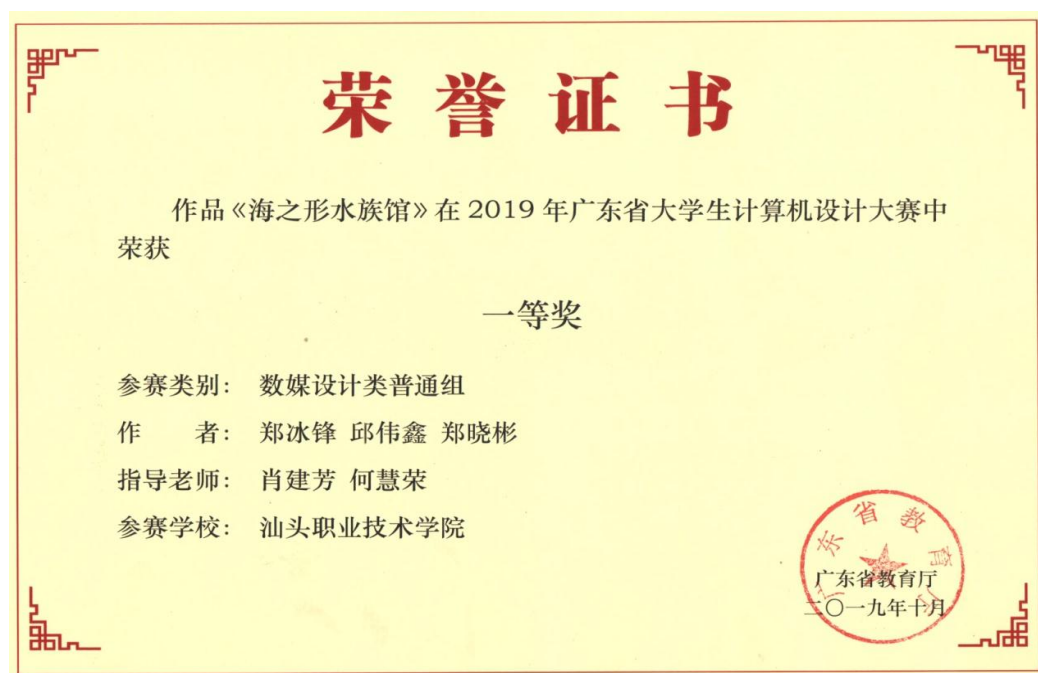 荣誉证书
作品《海之形水族馆》在 2019 年广东省大学生计算机设计大赛中
荣获
一等奖
参赛类别： 数媒设计类普通组
作 者： 郑冰锋 邱伟鑫 郑晓彬
指导老师： 肖建芳 何慧荣
参赛学校： 汕头职业技术学院
广东省教育厅
广东省教育厅
二〇一九年十月